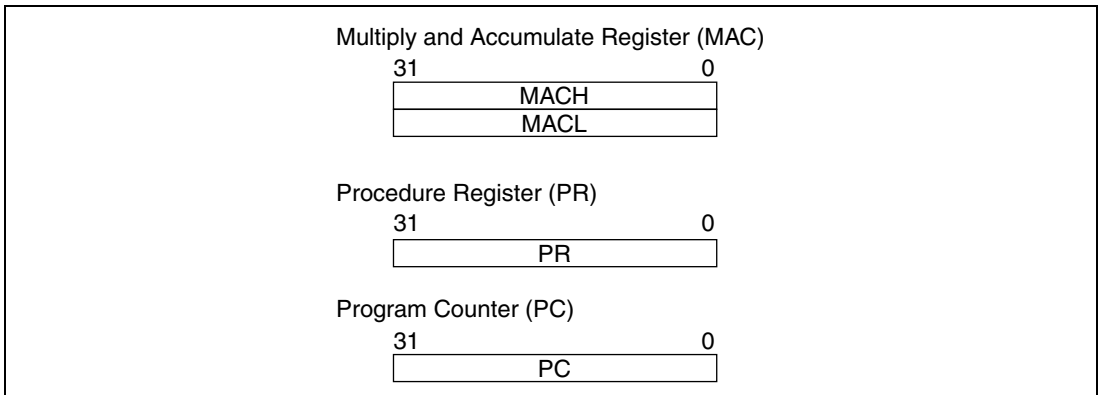 Multiply and Accumulate Register (MAC)
31 0
MACH
MACL
Procedure Register (PR)
31 0
PR
Program Counter (PC)
31 0
PC